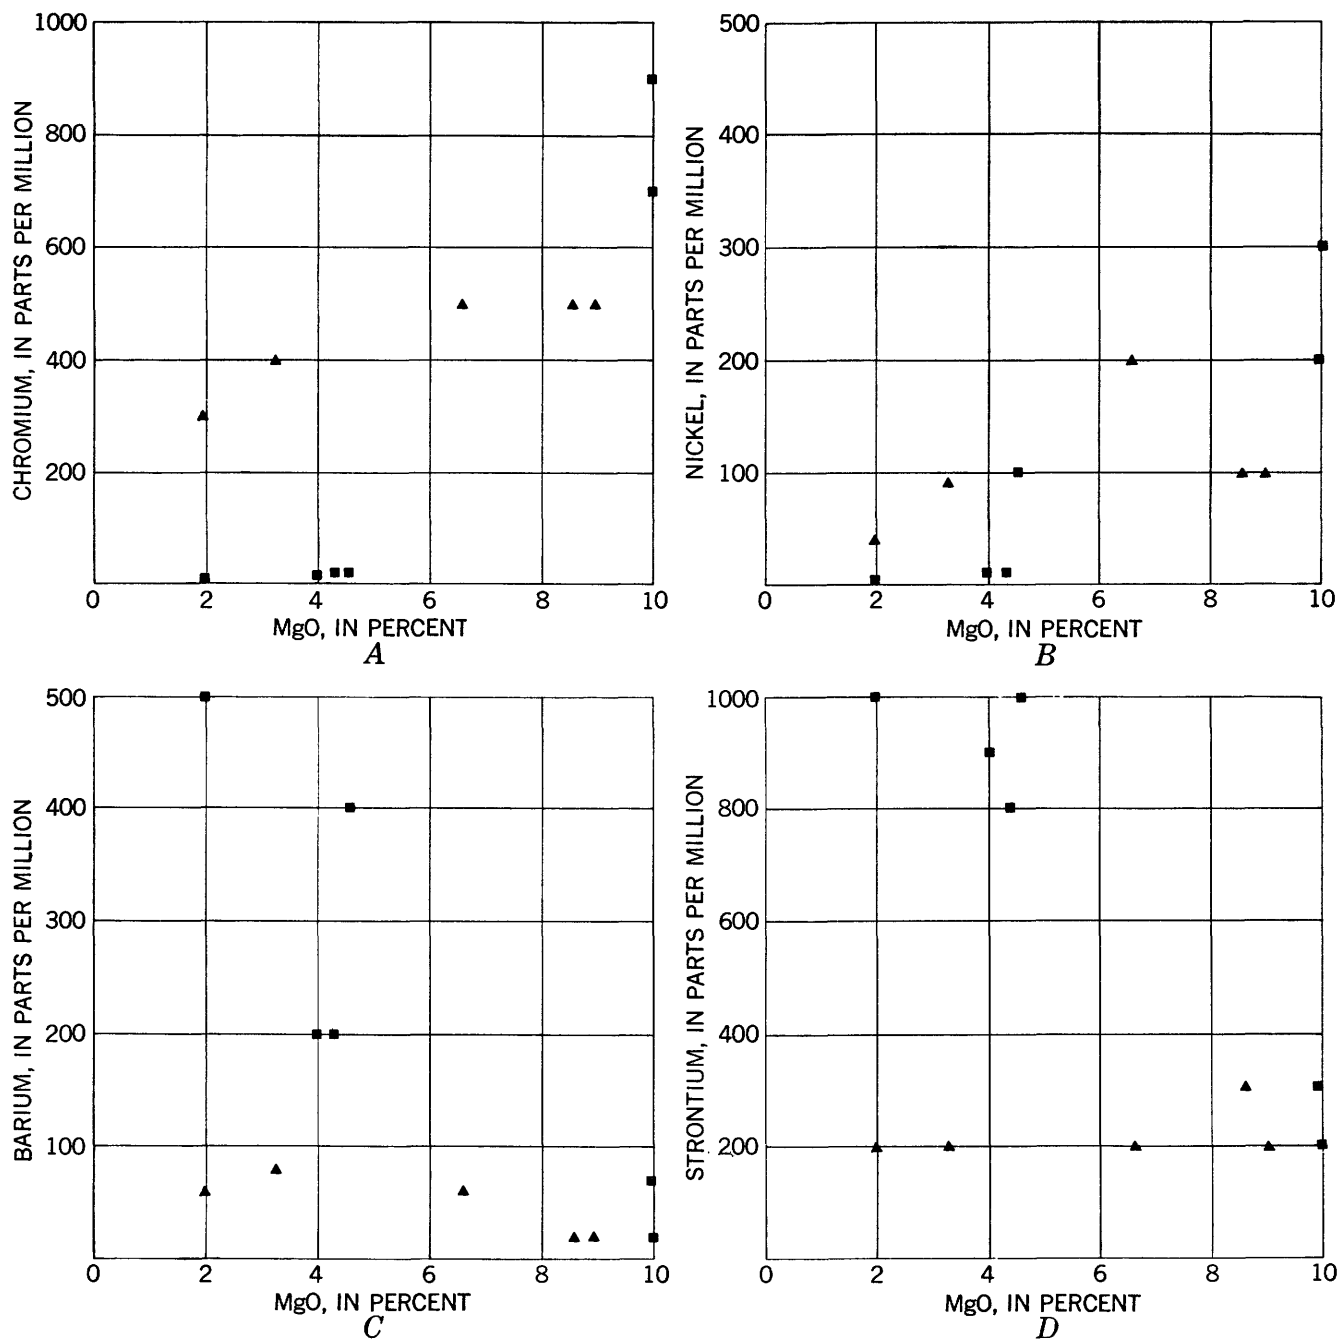 CHROMIUM, IN PARTS PER MILLION
1000
800
600
400
200
0 2 4 6 8 10
MgO, IN PERCENT
A
NICKEL, IN PARTS PER MILLION
500
400
300
200
100
0 2 4 6 8 10
MgO, IN PERCENT
B
BARIUM, IN PARTS PER MILLION
500
400
300
200
100
0 2 4 6 8 10
MgO, IN PERCENT
C
STRONTIUM, IN PARTS PER MILLION
1000
800
600
400
200
0 2 4 6 8 10
MgO, IN PERCENT
D